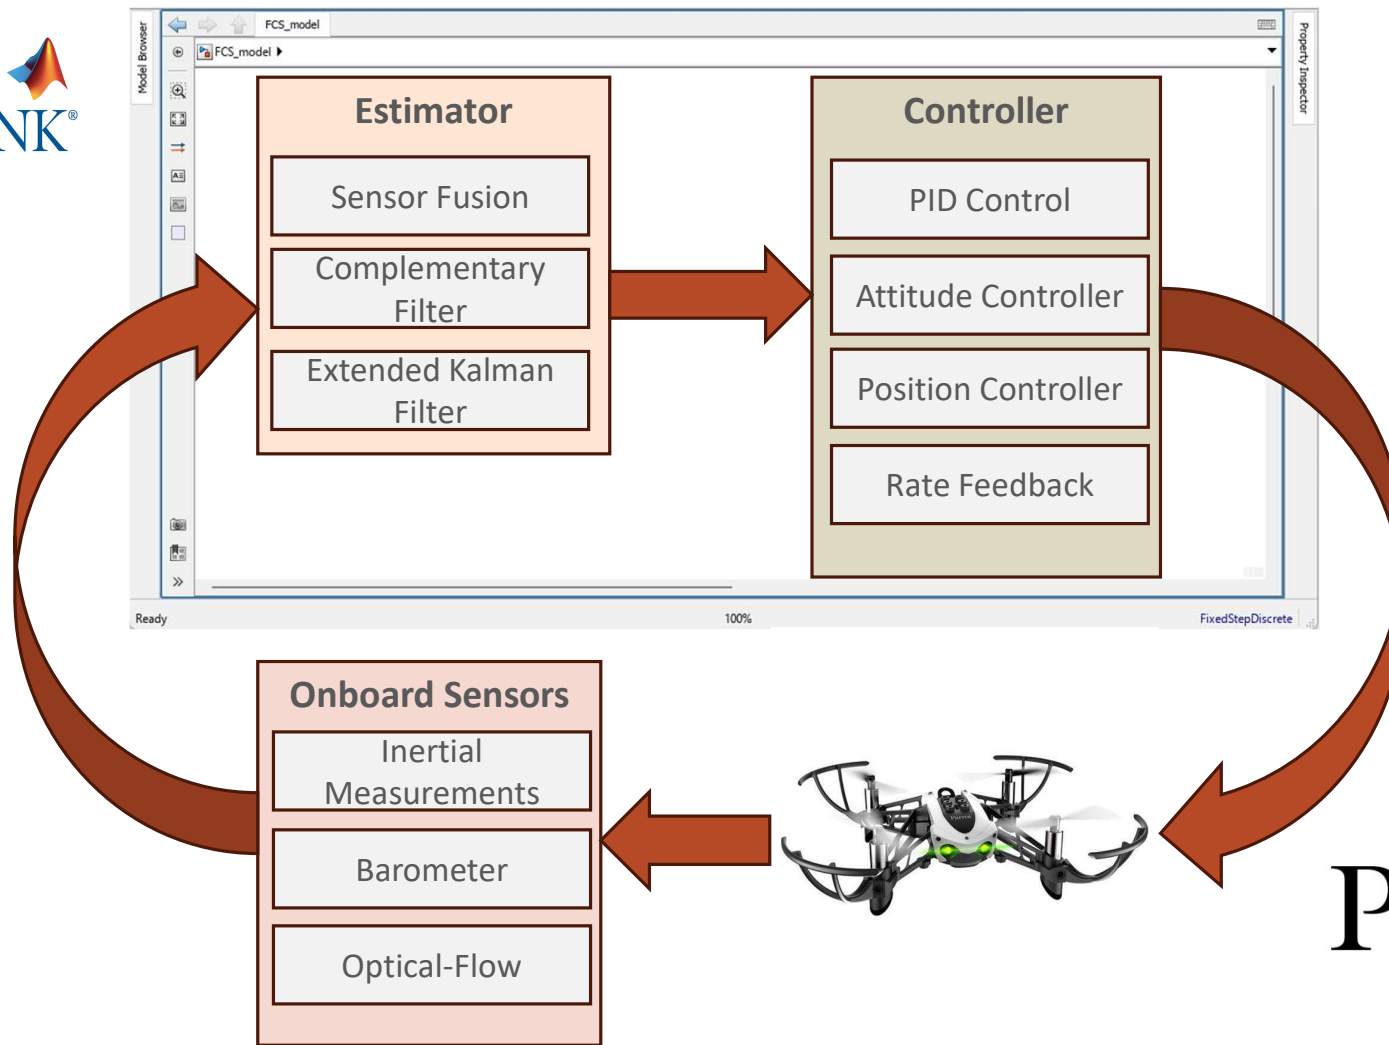 FCS_model
Model Browser
FCS_model
Property Inspector
NK®
Estimator
Sensor Fusion
Complementary
Filter
Extended Kalman
Filter
Controller
PID Control
Attitude Controller
Position Controller
Rate Feedback
Ready
100%
FixedStepDiscrete
Onboard Sensors
Inertial
Measurements
Barometer
Optical-Flow
Parrot
P